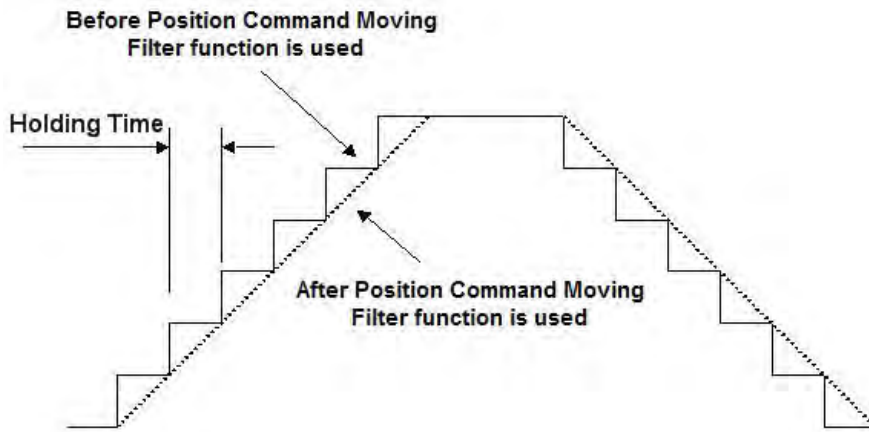 Before Position Command Moving
Filter function is used
Holding Time
After Position Command Moving
Filter function is used